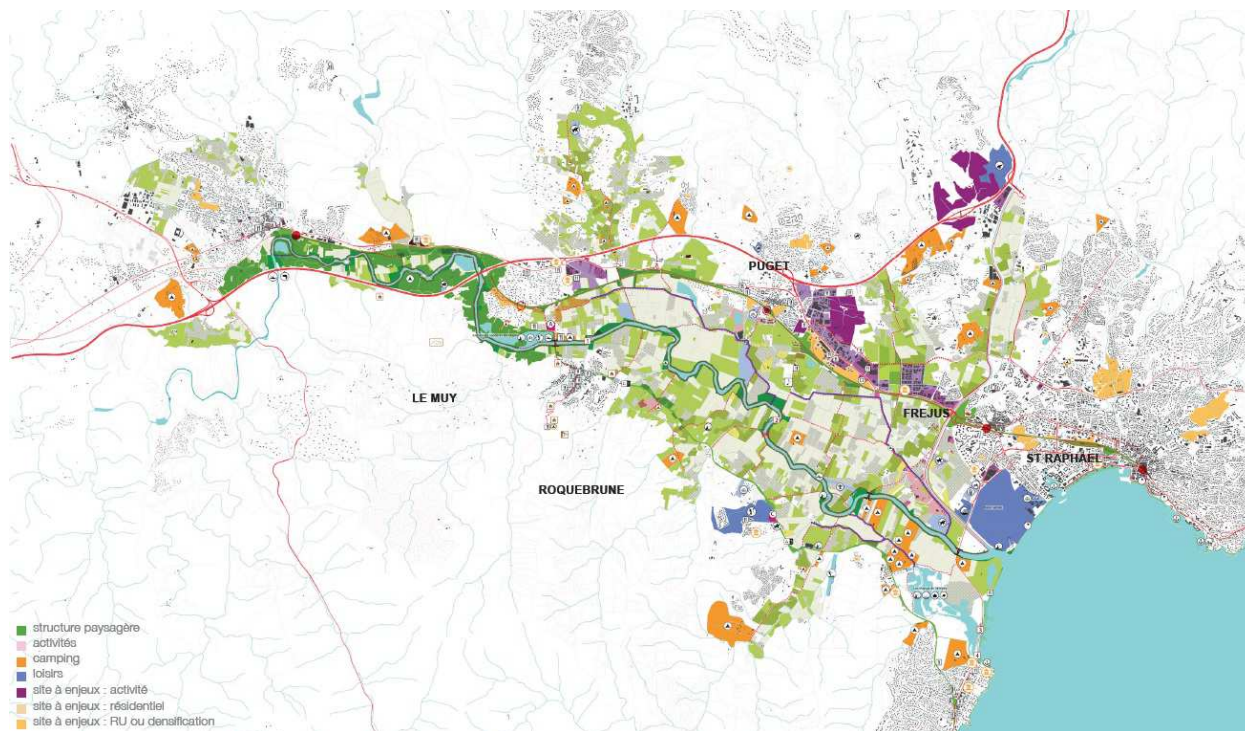 PUGET
LE MUY
FREJUS
ST RAPHAEL
ROQUEBRUNE
structure paysagère
activités
camping
loisirs
site à enjeux : activité
site à enjeux : résidentiel
site à enjeux : RU ou densification